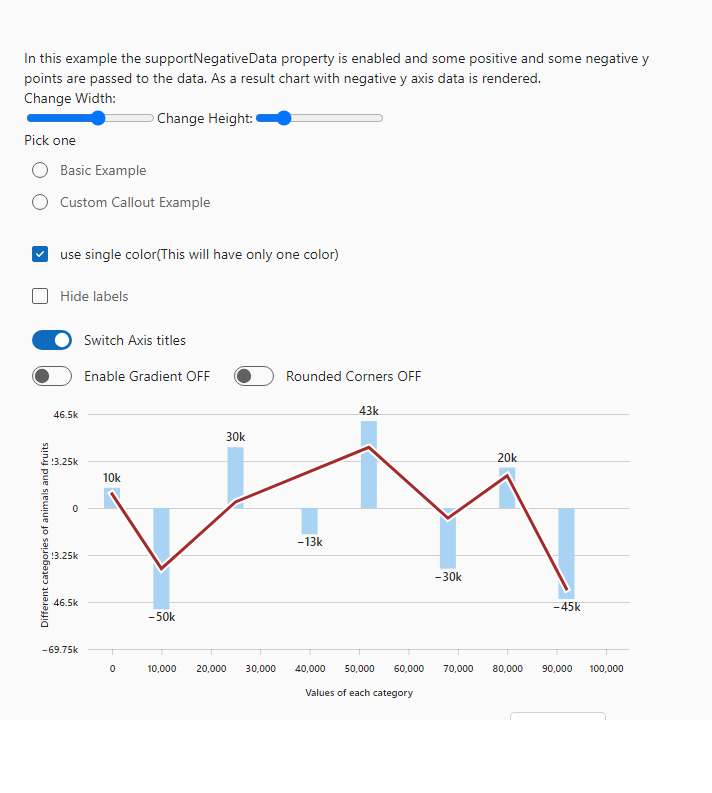 In this example the supportNegativeData property is enabled and some positive and some negative y
points are passed to the data. As a result chart with negative y axis data is rendered.
Change Width:
Change Height:
Pick one
Basic Example
Custom Callout Example
use single color(This will have only one color)
Hide labels
Switch Axis titles
Enable Gradient OFF
Rounded Corners OFF
46.5k
43k
30k
3.25k
20k
10k
0
−13k
3.25k
−30k
46.5k
−45k
−50k
−69.75k
Different categories of animals and fruits
0
10,000
20,000
30,000
40,000
50,000
60,000
70,000
80,000
90,000
100,000
Values of each category